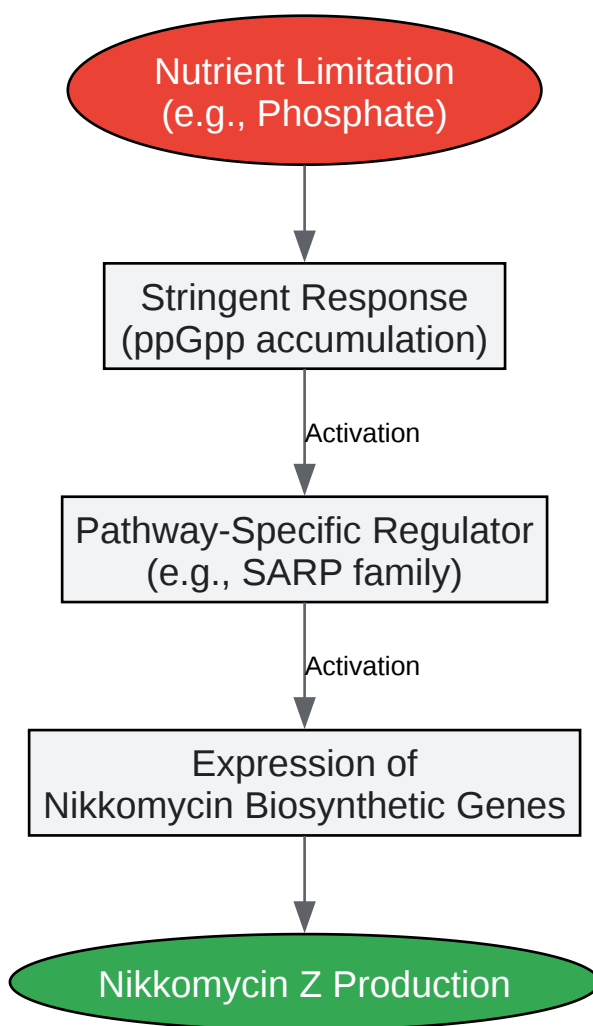 Nutrient Limitation
(e.g., Phosphate)
Stringent Response
(ppGpp accumulation)
Activation
Pathway-Specific Regulator
(e.g., SARP family)
Activation
Expression of
Nikkomycin Biosynthetic Genes
Nikkomycin Z Production